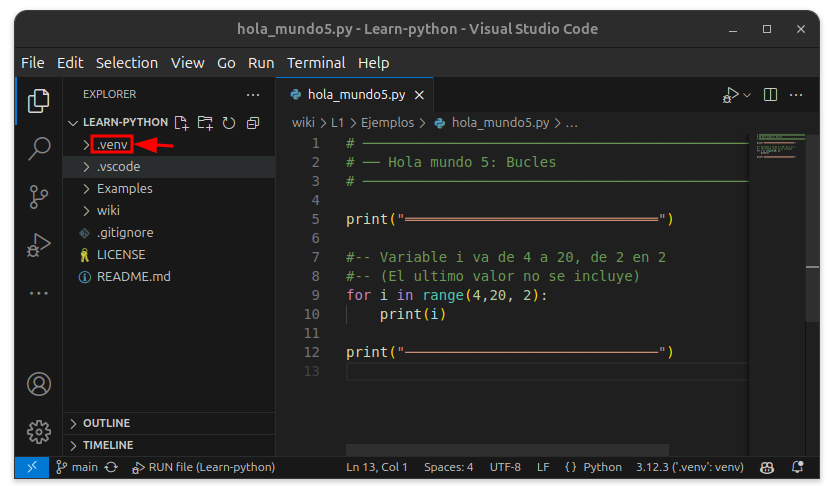 hola_mundo5.py - Learn-python - Visual Studio Code
File Edit Selection View Go Run Terminal Help
EXPLORER
LEARN-PYTHON
.venv
.vscode
Examples
wiki
.gitignore
LICENSE
README.md
OUTLINE
TIMELINE
hola_mundo5.py
wiki > L1 > Ejemplos > hola_mundo5.py > ...
1 # ────────────────────────────
2 # ── Hola mundo 5: Bucles
3 # ────────────────────────────
4
5 print("══════════════════════════════")
6
7 #-- Variable i va de 4 a 20, de 2 en 2
8 #-- (El ultimo valor no se incluye)
9 for i in range(4,20, 2):
10 print(i)
11
12 print("──────────────────────────────")
13
main RUN file (Learn-python) Ln 13, Col 1 Spaces: 4 UTF-8 LF {} Python 3.12.3 ('.venv': venv)